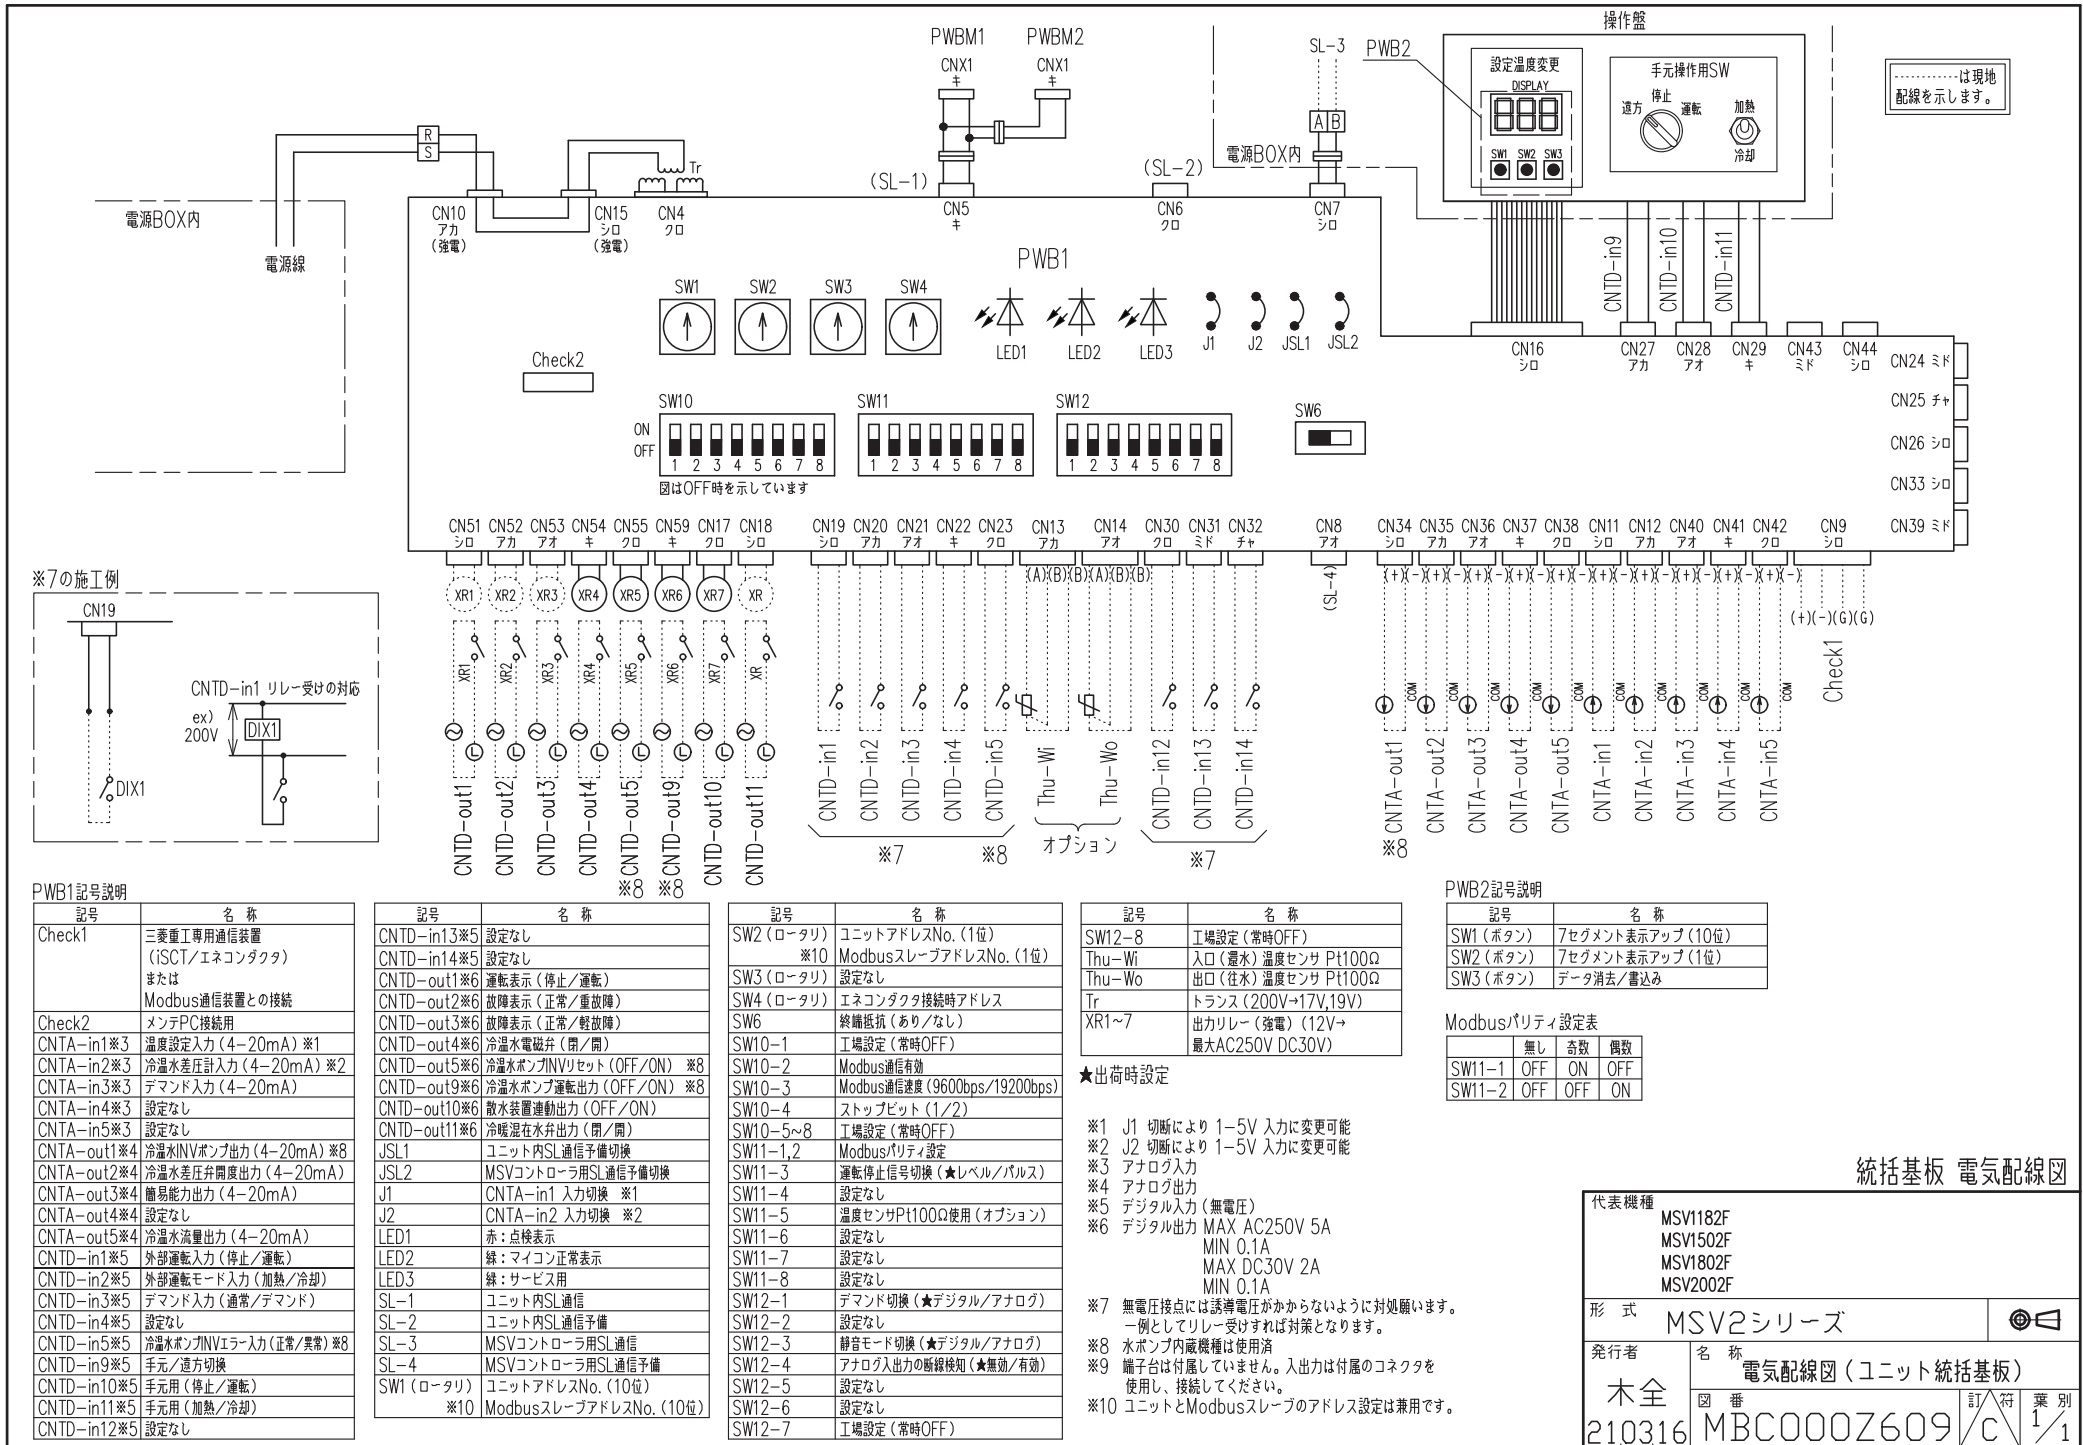 操作盤
PWBM1 PWBM2
CNX1 CNX1
キ キ
SL-3
PWB2
設定温度変更
DISPLAY
SW1 SW2 SW3
手元操作用SW
停止
遠方 運転
加熱
冷却
············は現地
配線を示します。
R
S
Tr
A B
電源BOX内
(SL-1) (SL-2)
電源BOX内
電源線
CN10 アカ (強電)
CN15 シロ (強電)
CN4 クロ
CN5 キ
CN6 クロ
CN7 シロ
CNTD-in9 CNTD-in10 CNTD-in11
PWB1
SW1 SW2 SW3 SW4
LED1 LED2 LED3
J1 J2 JSL1 JSL2
Check2
CN16 シロ
CN27 アカ
CN28 アオ
CN29 キ
CN43 ミド
CN44 シロ
CN24 ミド
CN25 チャ
CN26 シロ
CN33 シロ
CN39 ミド
SW10 SW11 SW12 SW6
ON
OFF
1 2 3 4 5 6 7 8
1 2 3 4 5 6 7 8
1 2 3 4 5 6 7 8
図はOFF時を示しています
CN51 CN52 CN53 CN54 CN55 CN59 CN17 CN18
シロ アカ アオ キ クロ キ クロ シロ
CN19 CN20 CN21 CN22 CN23 CN13 CN14 CN30 CN31 CN32
シロ アカ アオ キ クロ アカ アオ クロ ミド チャ
CN8 アオ
CN34 CN35 CN36 CN37 CN38 CN11 CN12 CN40 CN41 CN42 CN9
シロ アカ アオ キ クロ シロ アカ アオ キ クロ シロ
XR1 XR2 XR3 XR4 XR5 XR6 XR7 XR
(A)(B)(B)(A)(B)(B)
(SL-4)
(+)(-)(+)(-)(+)(-)(+)(-)(+)(-)(+)(-)(+)(-)(+)(-)(+)(-)(+)(-)
(+)(-)(G)(G)
Check1
XR1 XR2 XR3 XR4 XR5 XR6 XR7 XR
L L L L L L L L
COM COM COM COM COM COM COM COM COM COM
CNTD-out1 CNTD-out2 CNTD-out3 CNTD-out4 CNTD-out5 CNTD-out9 CNTD-out10 CNTD-out11
※8 ※8
CNTD-in1 CNTD-in2 CNTD-in3 CNTD-in4 CNTD-in5
※7 ※8
Thu-Wi Thu-Wo
オプション
CNTD-in12 CNTD-in13 CNTD-in14
※7
CNTA-out1 CNTA-out2 CNTA-out3 CNTA-out4 CNTA-out5 CNTA-in1 CNTA-in2 CNTA-in3 CNTA-in4 CNTA-in5
※8
※7の施工例
CN19
CNTD-in1 リレー受けの対応
ex)
200V
DIX1
DIX1
PWB1記号説明
記号 名 称
Check1 三菱重工専用通信装置
(iSCT/エネコンダクタ)
または
Modbus通信装置との接続
Check2 メンテPC接続用
CNTA-in1※3 温度設定入力(4-20mA)※1
CNTA-in2※3 冷温水差圧計入力(4-20mA)※2
CNTA-in3※3 デマンド入力(4-20mA)
CNTA-in4※3 設定なし
CNTA-in5※3 設定なし
CNTA-out1※4 冷温水INVポンプ出力(4-20mA)※8
CNTA-out2※4 冷温水差圧弁開度出力(4-20mA)
CNTA-out3※4 簡易能力出力(4-20mA)
CNTA-out4※4 設定なし
CNTA-out5※4 冷温水流量出力(4-20mA)
CNTD-in1※5 外部運転入力(停止/運転)
CNTD-in2※5 外部運転モード入力(加熱/冷却)
CNTD-in3※5 デマンド入力(通常/デマンド)
CNTD-in4※5 設定なし
CNTD-in5※5 冷温水ポンプINVエラー入力(正常/異常)※8
CNTD-in9※5 手元/遠方切換
CNTD-in10※5 手元用(停止/運転)
CNTD-in11※5 手元用(加熱/冷却)
CNTD-in12※5 設定なし
記号 名 称
CNTD-in13※5 設定なし
CNTD-in14※5 設定なし
CNTD-out1※6 運転表示(停止/運転)
CNTD-out2※6 故障表示(正常/重故障)
CNTD-out3※6 故障表示(正常/軽故障)
CNTD-out4※6 冷温水電磁弁(閉/開)
CNTD-out5※6 冷温水ポンプINVリセット(OFF/ON) ※8
CNTD-out9※6 冷温水ポンプ運転出力(OFF/ON) ※8
CNTD-out10※6 散水装置連動出力(OFF/ON)
CNTD-out11※6 冷暖混在水弁出力(閉/開)
JSL1 ユニット内SL通信予備切換
JSL2 MSVコントローラ用SL通信予備切換
J1 CNTA-in1 入力切換 ※1
J2 CNTA-in2 入力切換 ※2
LED1 赤:点検表示
LED2 緑:マイコン正常表示
LED3 緑:サービス用
SL-1 ユニット内SL通信
SL-2 ユニット内SL通信予備
SL-3 MSVコントローラ用SL通信
SL-4 MSVコントローラ用SL通信予備
SW1(ロータリ) ユニットアドレスNo.(10位)
※10 ModbusスレーブアドレスNo.(10位)
記号 名 称
SW2(ロータリ) ユニットアドレスNo.(1位)
※10 ModbusスレーブアドレスNo.(1位)
SW3(ロータリ) 設定なし
SW4(ロータリ) エネコンダクタ接続時アドレス
SW6 終端抵抗(あり/なし)
SW10-1 工場設定(常時OFF)
SW10-2 Modbus通信有効
SW10-3 Modbus通信速度(9600bps/19200bps)
SW10-4 ストップビット(1/2)
SW10-5~8 工場設定(常時OFF)
SW11-1,2 Modbusパリティ設定
SW11-3 運転停止信号切換(★レベル/パルス)
SW11-4 設定なし
SW11-5 温度センサPt100Ω使用(オプション)
SW11-6 設定なし
SW11-7 設定なし
SW11-8 設定なし
SW12-1 デマンド切換(★デジタル/アナログ)
SW12-2 設定なし
SW12-3 静音モード切換(★デジタル/アナログ)
SW12-4 アナログ入出力の断線検知(★無効/有効)
SW12-5 設定なし
SW12-6 設定なし
SW12-7 工場設定(常時OFF)
記号 名 称
SW12-8 工場設定(常時OFF)
Thu-Wi 入口(還水)温度センサ Pt100Ω
Thu-Wo 出口(往水)温度センサ Pt100Ω
Tr トランス(200V→17V,19V)
XR1~7 出力リレー(強電)(12V→
最大AC250V DC30V)
★出荷時設定
※1 J1 切断により 1-5V 入力に変更可能
※2 J2 切断により 1-5V 入力に変更可能
※3 アナログ入力
※4 アナログ出力
※5 デジタル入力(無電圧)
※6 デジタル出力 MAX AC250V 5A
MIN 0.1A
MAX DC30V 2A
MIN 0.1A
※7 無電圧接点には誘導電圧がかからないように対処願います。
一例としてリレー受けすれば対策となります。
※8 水ポンプ内蔵機種は使用済
※9 端子台は付属していません。入出力は付属のコネクタを
使用し、接続してください。
※10 ユニットとModbusスレーブのアドレス設定は兼用です。
PWB2記号説明
記号 名 称
SW1(ボタン) 7セグメント表示アップ(10位)
SW2(ボタン) 7セグメント表示アップ(1位)
SW3(ボタン) データ消去/書込み
Modbusパリティ設定表
無し 奇数 偶数
SW11-1 OFF ON OFF
SW11-2 OFF OFF ON
統括基板 電気配線図
代表機種
MSV1182F
MSV1502F
MSV1802F
MSV2002F
形 式 MSV2シリーズ
発行者
木全
210316
名 称
電気配線図(ユニット統括基板)
図 番
MBC000Z609
訂 符
C
葉 別
1/1